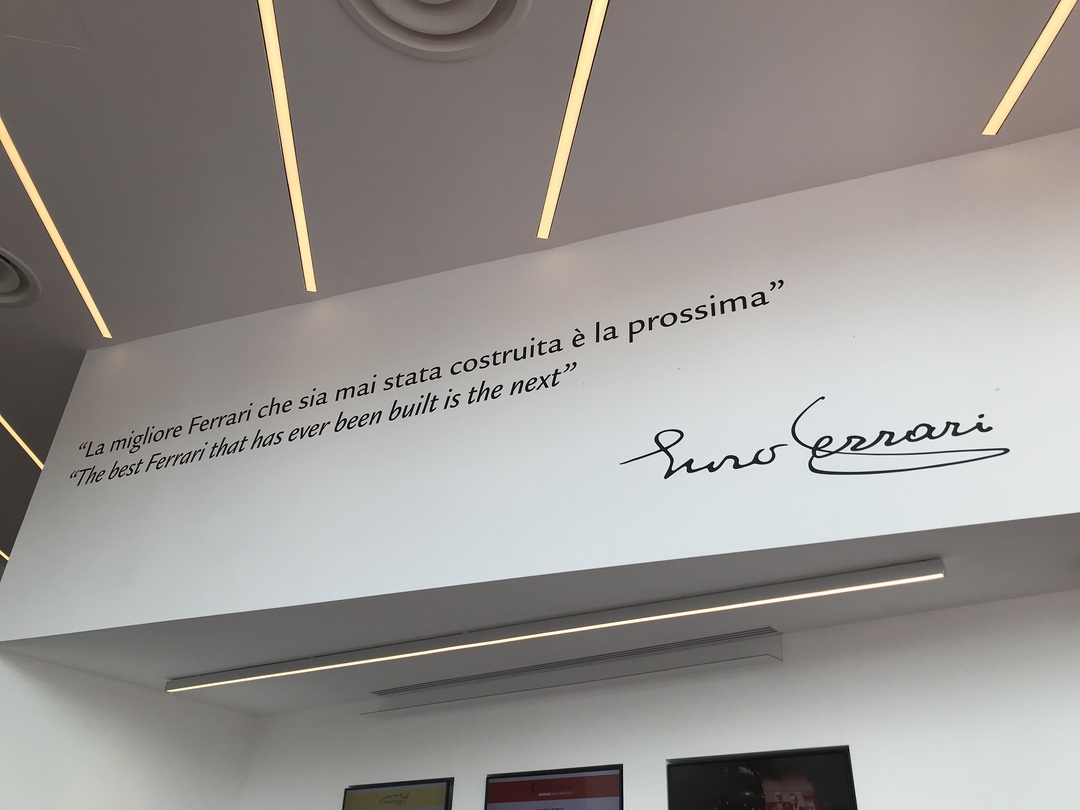 “La migliore Ferrari che sia mai stata costruita è la prossima”
“The best Ferrari that has ever been built is the next”
Enzo Ferrari